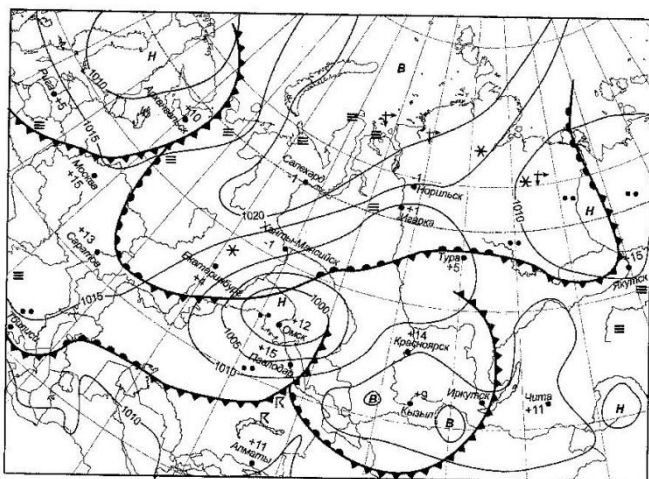 Н
1010
Рига
+5
Архангельск
+10
1015
Москва
+15
Саратов
+13
1015
Тбилиси
1010
В
Салехард
-1
1020
Ханты-Мансийск
-1
Екатеринбург
+4
Н
1000
+12
Омск
1005
+15
Павлодар
1010
+11
Алматы
-1
Норильск
+1
Игарка
Тура
+5
1010
Н
15
Якутск
+14
Красноярск
В
+9
Кызыл
В
Иркутск
Чита
+11
Н